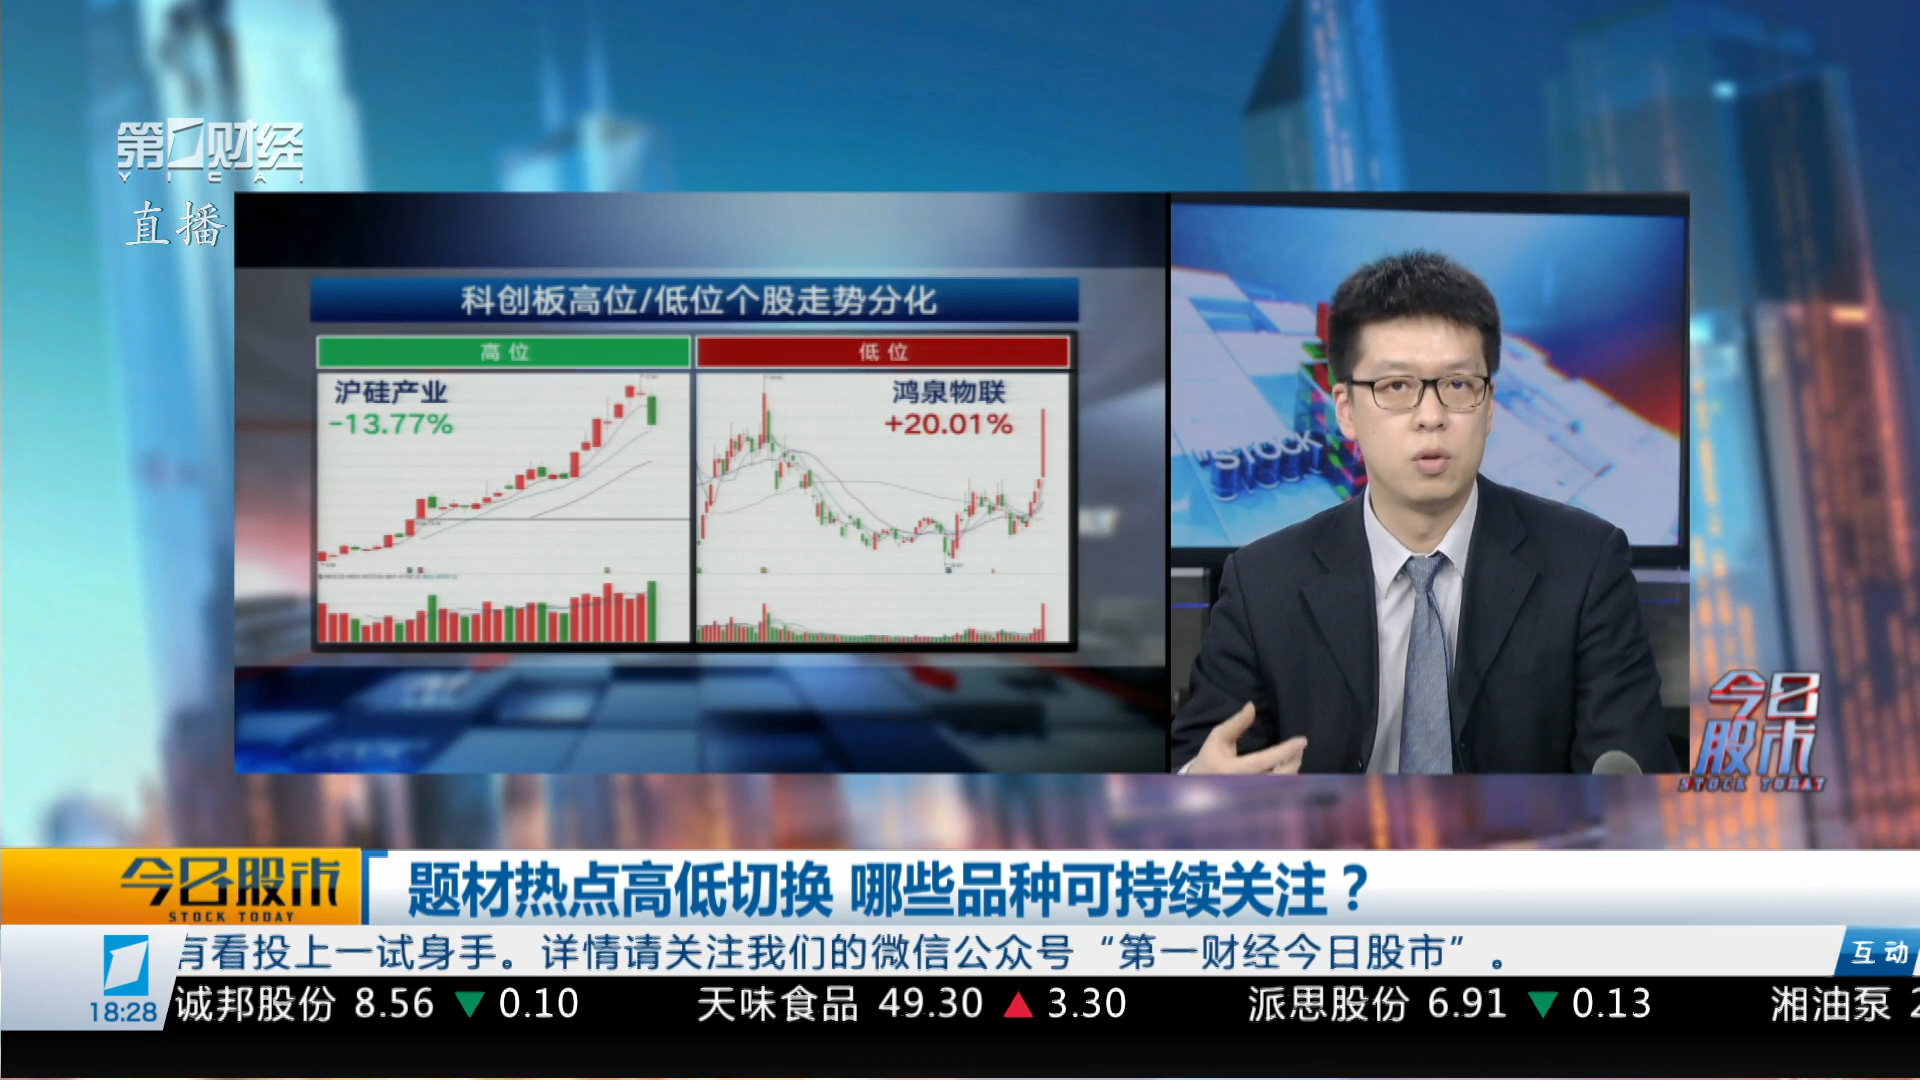 第一财经
YICAI
直播
科创板高位/低位个股走势分化
高位
低位
沪硅产业
-13.77%
鸿泉物联
+20.01%
STOCK
今日
股市
STOCK TODAY
今日股市
STOCK TODAY
题材热点高低切换 哪些品种可持续关注？
有看投上一试身手。详情请关注我们的微信公众号“第一财经今日股市”。
互动
18:28
诚邦股份 8.56 ▼ 0.10 天味食品 49.30 ▲ 3.30 派思股份 6.91 ▼ 0.13 湘油泵